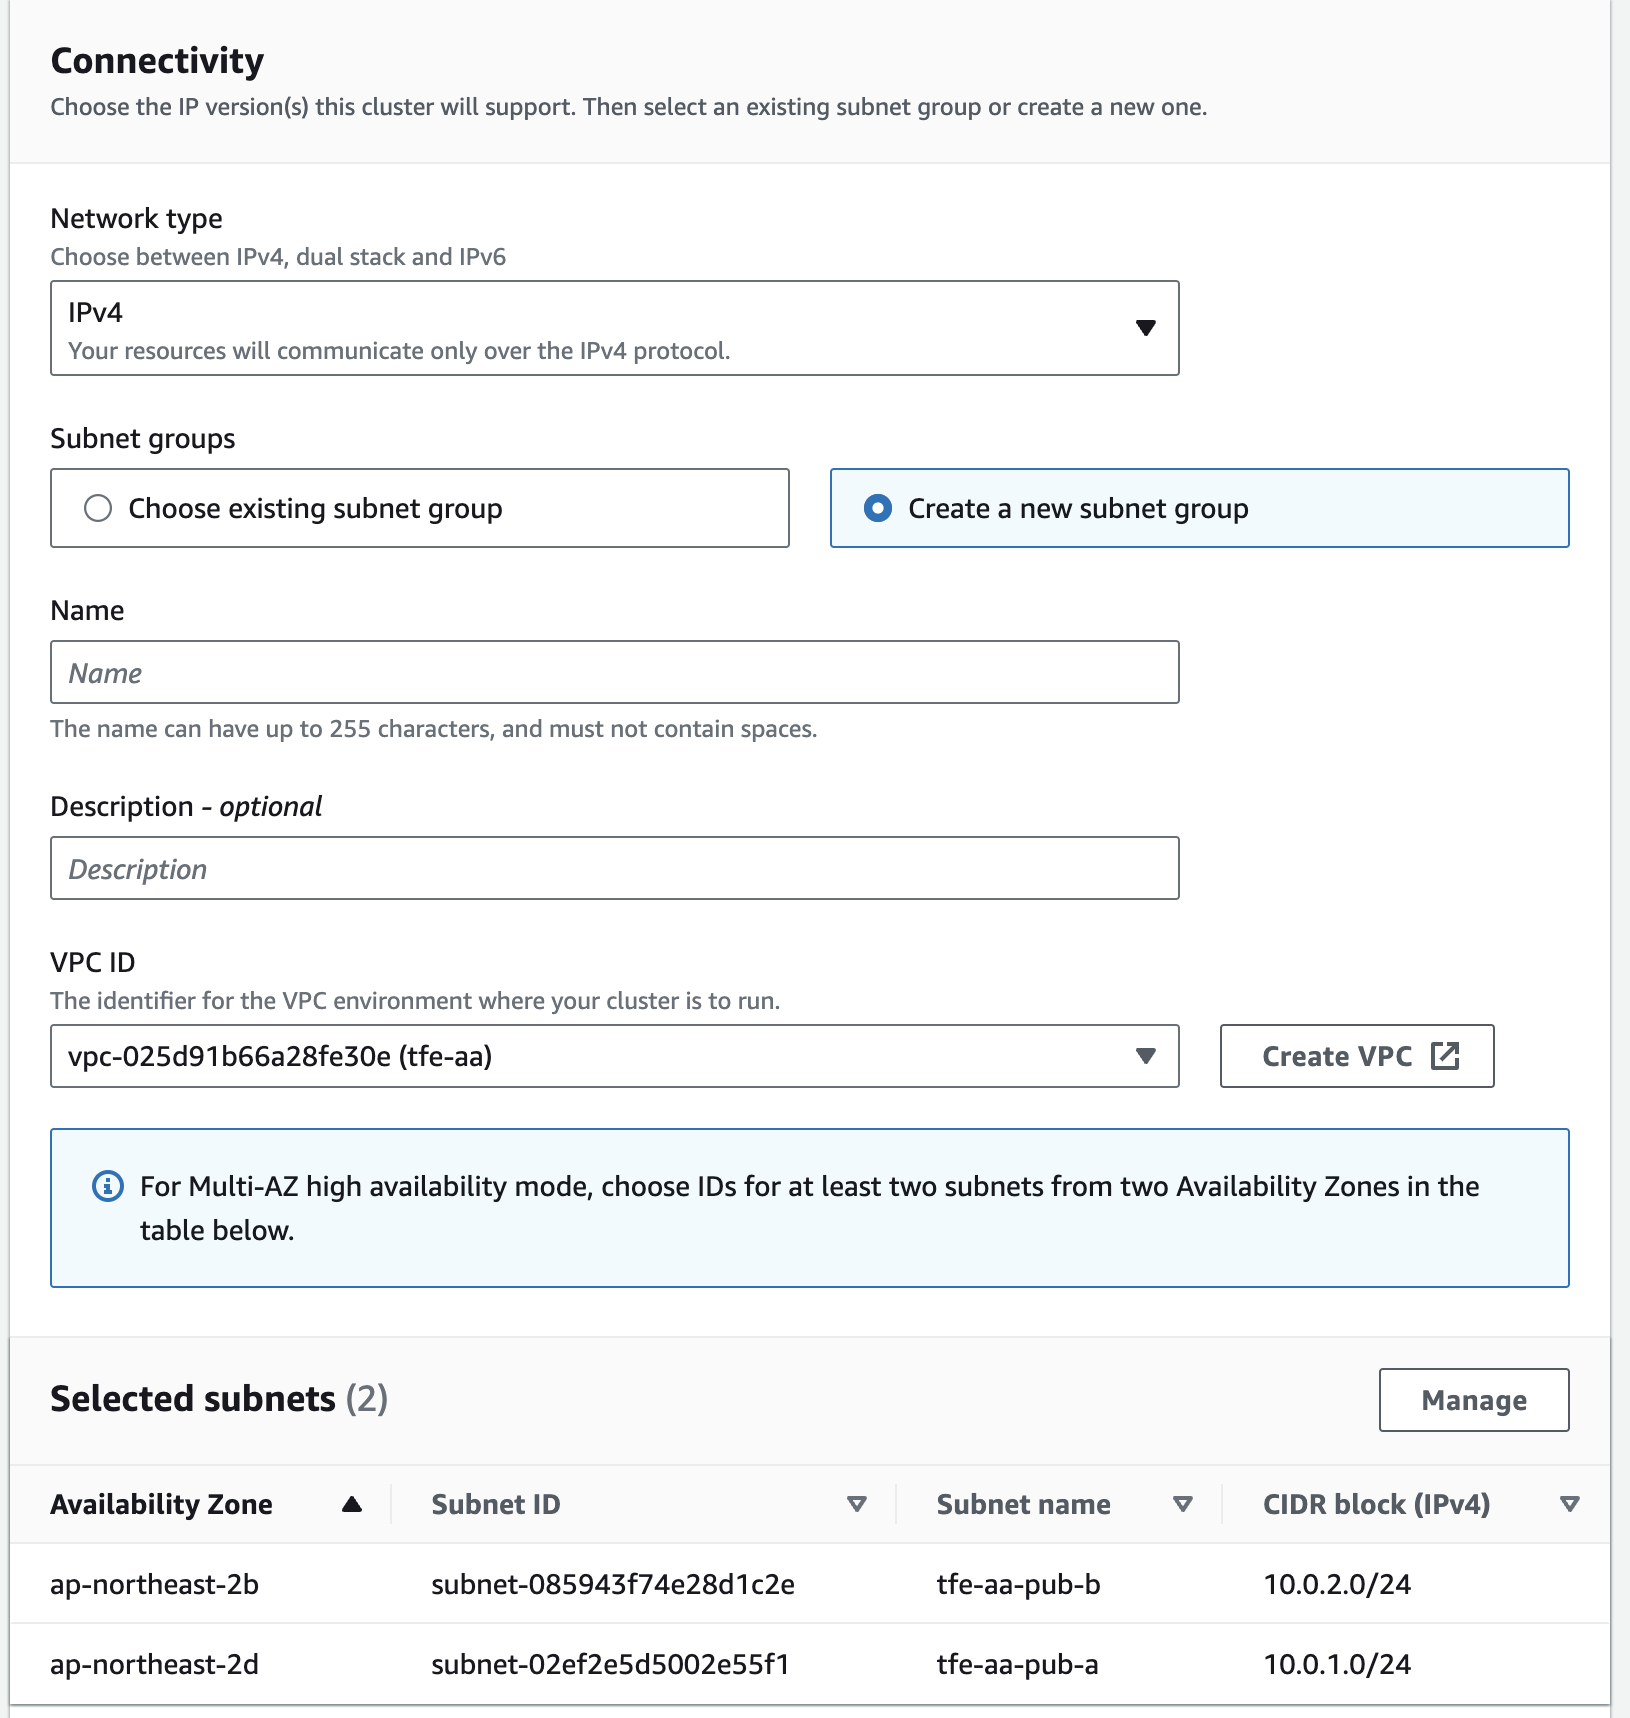 Connectivity
Choose the IP version(s) this cluster will support. Then select an existing subnet group or create a new one.
Network type
Choose between IPv4, dual stack and IPv6
IPv4
Your resources will communicate only over the IPv4 protocol.
Subnet groups
Choose existing subnet group
Create a new subnet group
Name
Name
The name can have up to 255 characters, and must not contain spaces.
Description - optional
Description
VPC ID
The identifier for the VPC environment where your cluster is to run.
vpc-025d91b66a28fe30e (tfe-aa)
Create VPC
For Multi-AZ high availability mode, choose IDs for at least two subnets from two Availability Zones in the
table below.
Selected subnets (2)
Manage
Availability Zone Subnet ID Subnet name CIDR block (IPv4)
ap-northeast-2b subnet-085943f74e28d1c2e tfe-aa-pub-b 10.0.2.0/24
ap-northeast-2d subnet-02ef2e5d5002e55f1 tfe-aa-pub-a 10.0.1.0/24